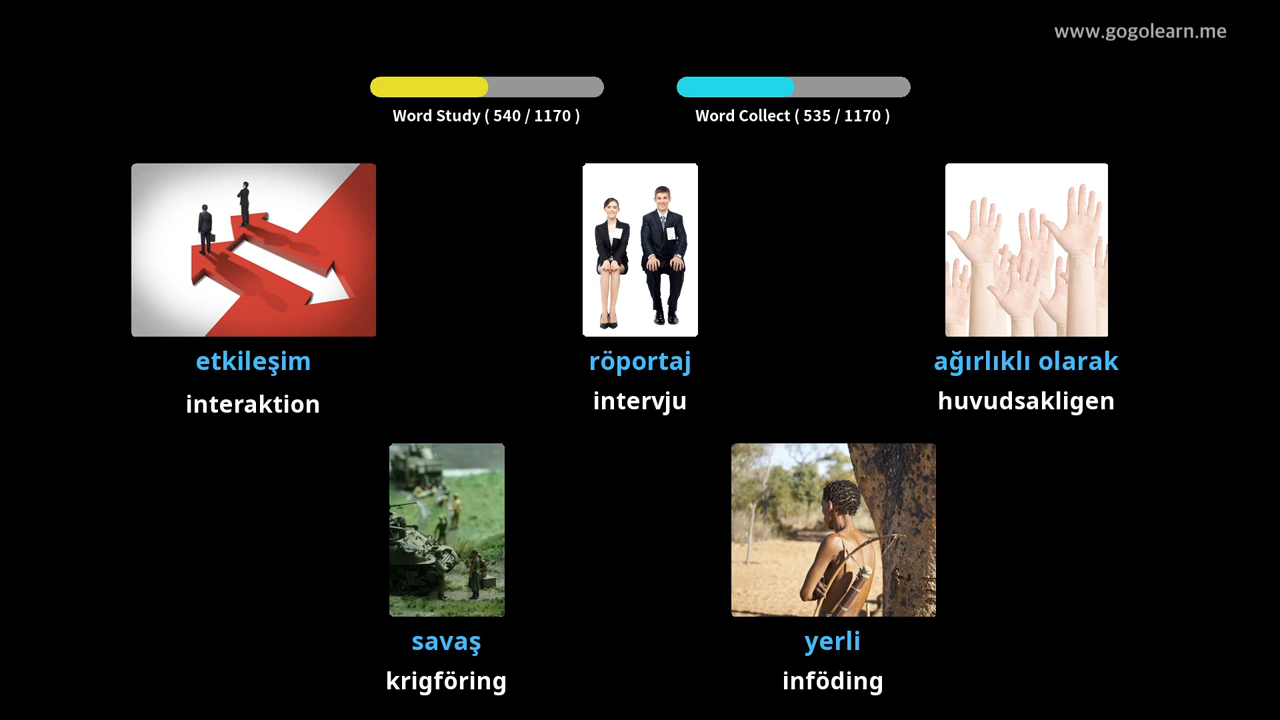 www.gogolearn.me
Word Study ( 540 / 1170 )
Word Collect ( 535 / 1170 )
etkileşim
interaktion
röportaj
intervju
ağırlıklı olarak
huvudsakligen
savaş
krigföring
yerli
inföding